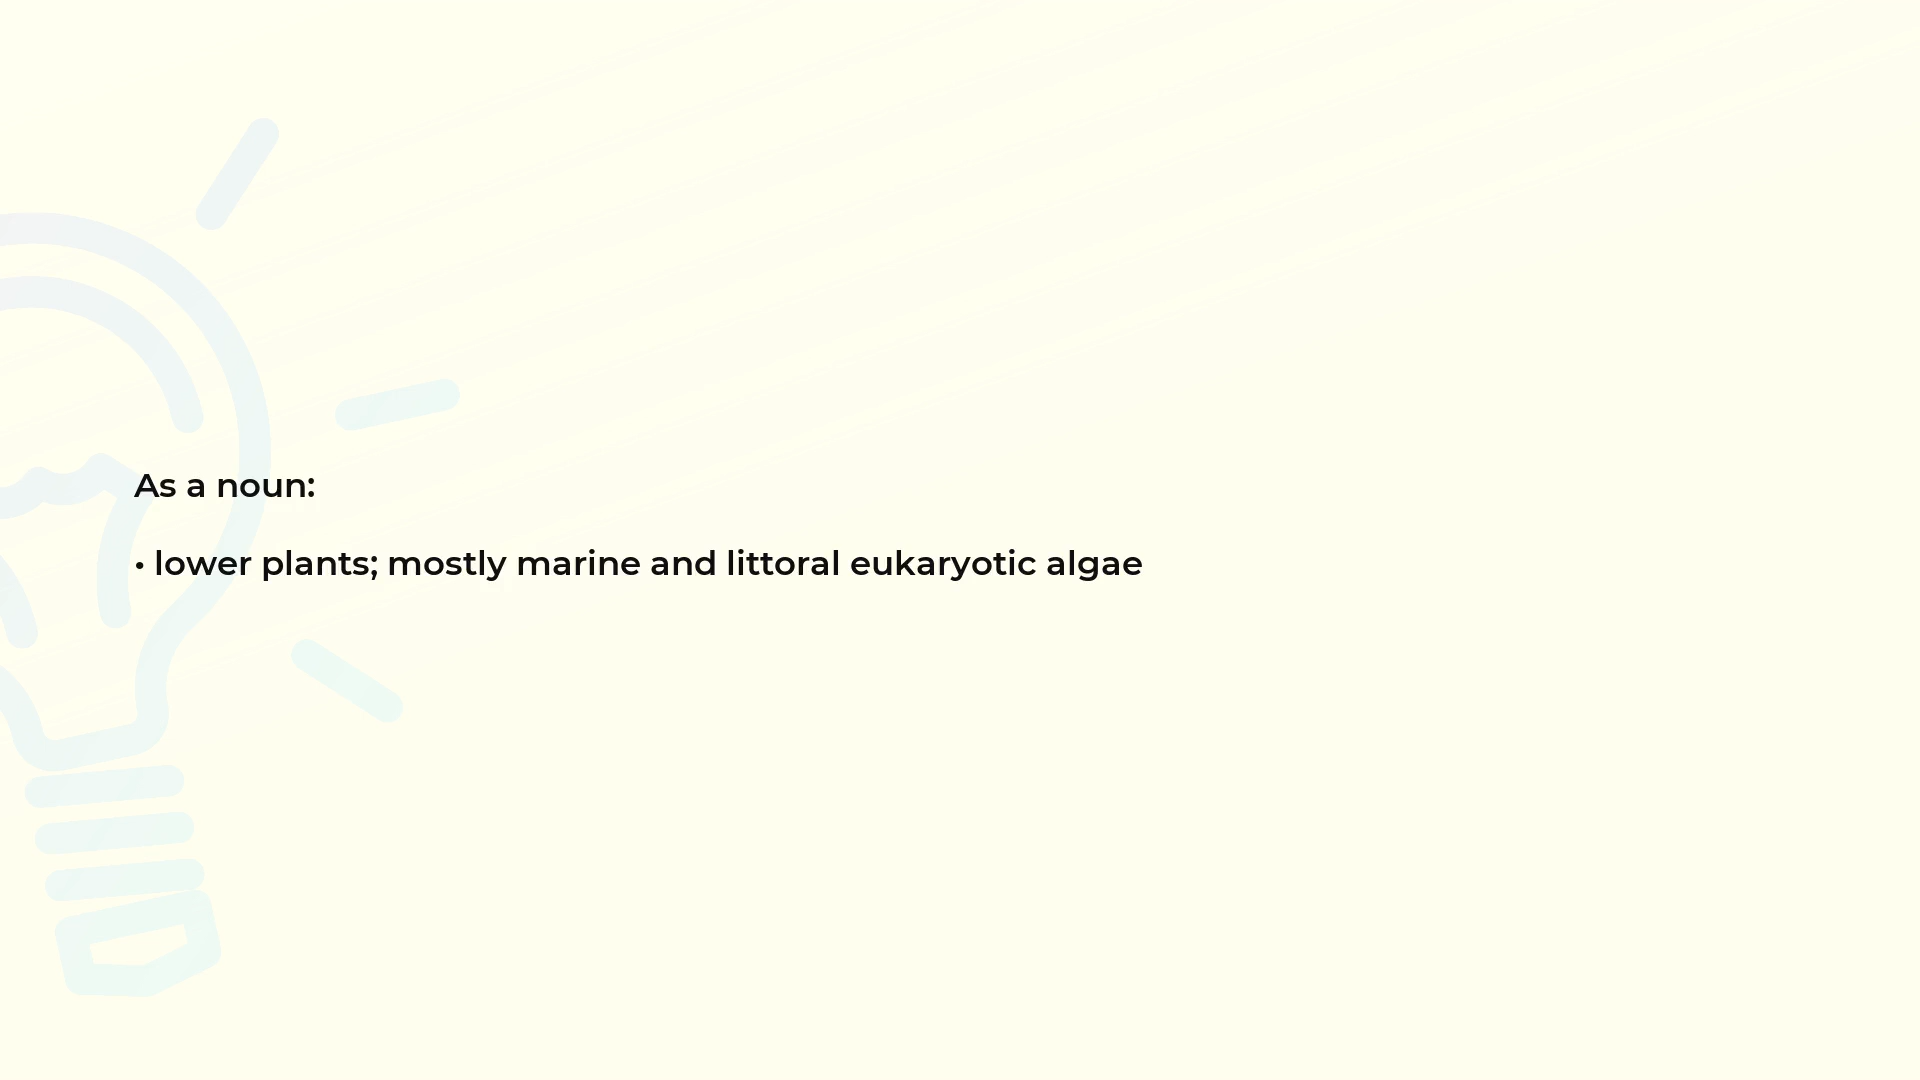 As a noun:
• lower plants; mostly marine and littoral eukaryotic algae